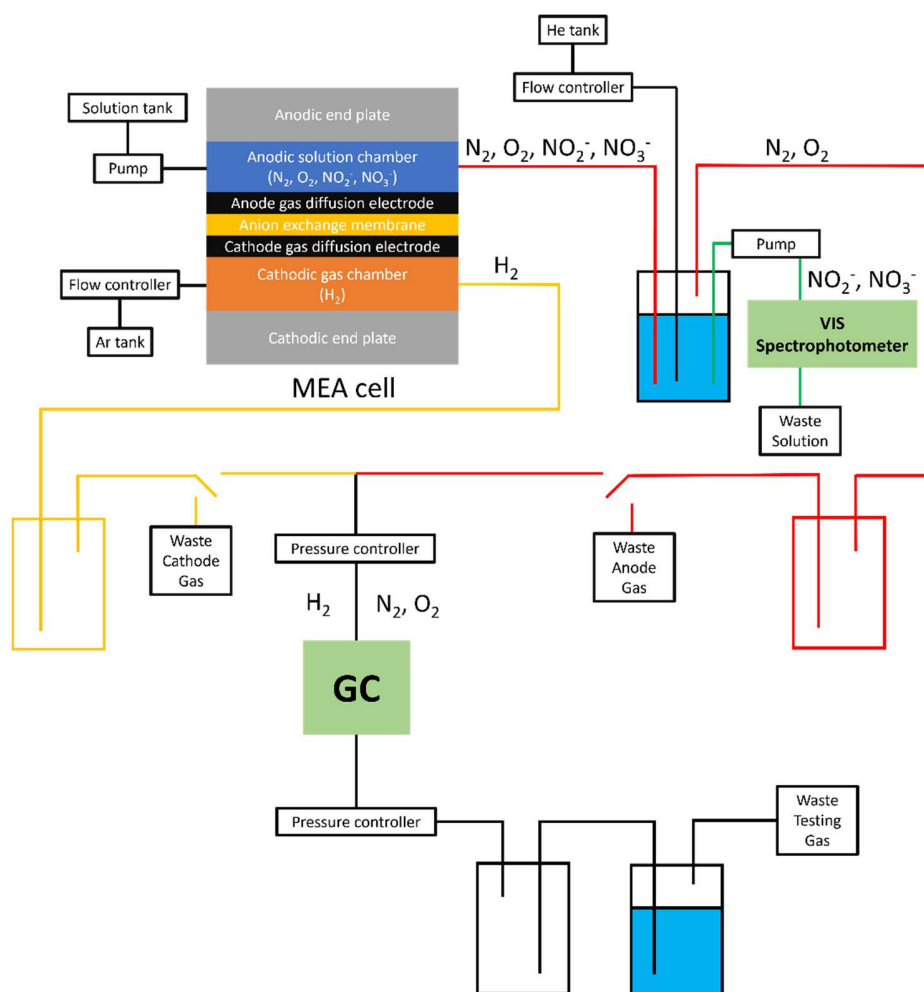 He tank
Flow controller
Solution tank
Pump
Anodic end plate
Anodic solution chamber
(N₂, O₂, NO₂⁻, NO₃⁻)
Anode gas diffusion electrode
Anion exchange membrane
Cathode gas diffusion electrode
Cathodic gas chamber
(H₂)
Cathodic end plate
Flow controller
Ar tank
MEA cell
N₂, O₂, NO₂⁻, NO₃⁻
H₂
N₂, O₂
Pump
NO₂⁻, NO₃⁻
VIS
Spectrophotometer
Waste
Solution
Waste
Cathode
Gas
Pressure controller
Waste
Anode
Gas
H₂
N₂, O₂
GC
Pressure controller
Waste
Testing
Gas